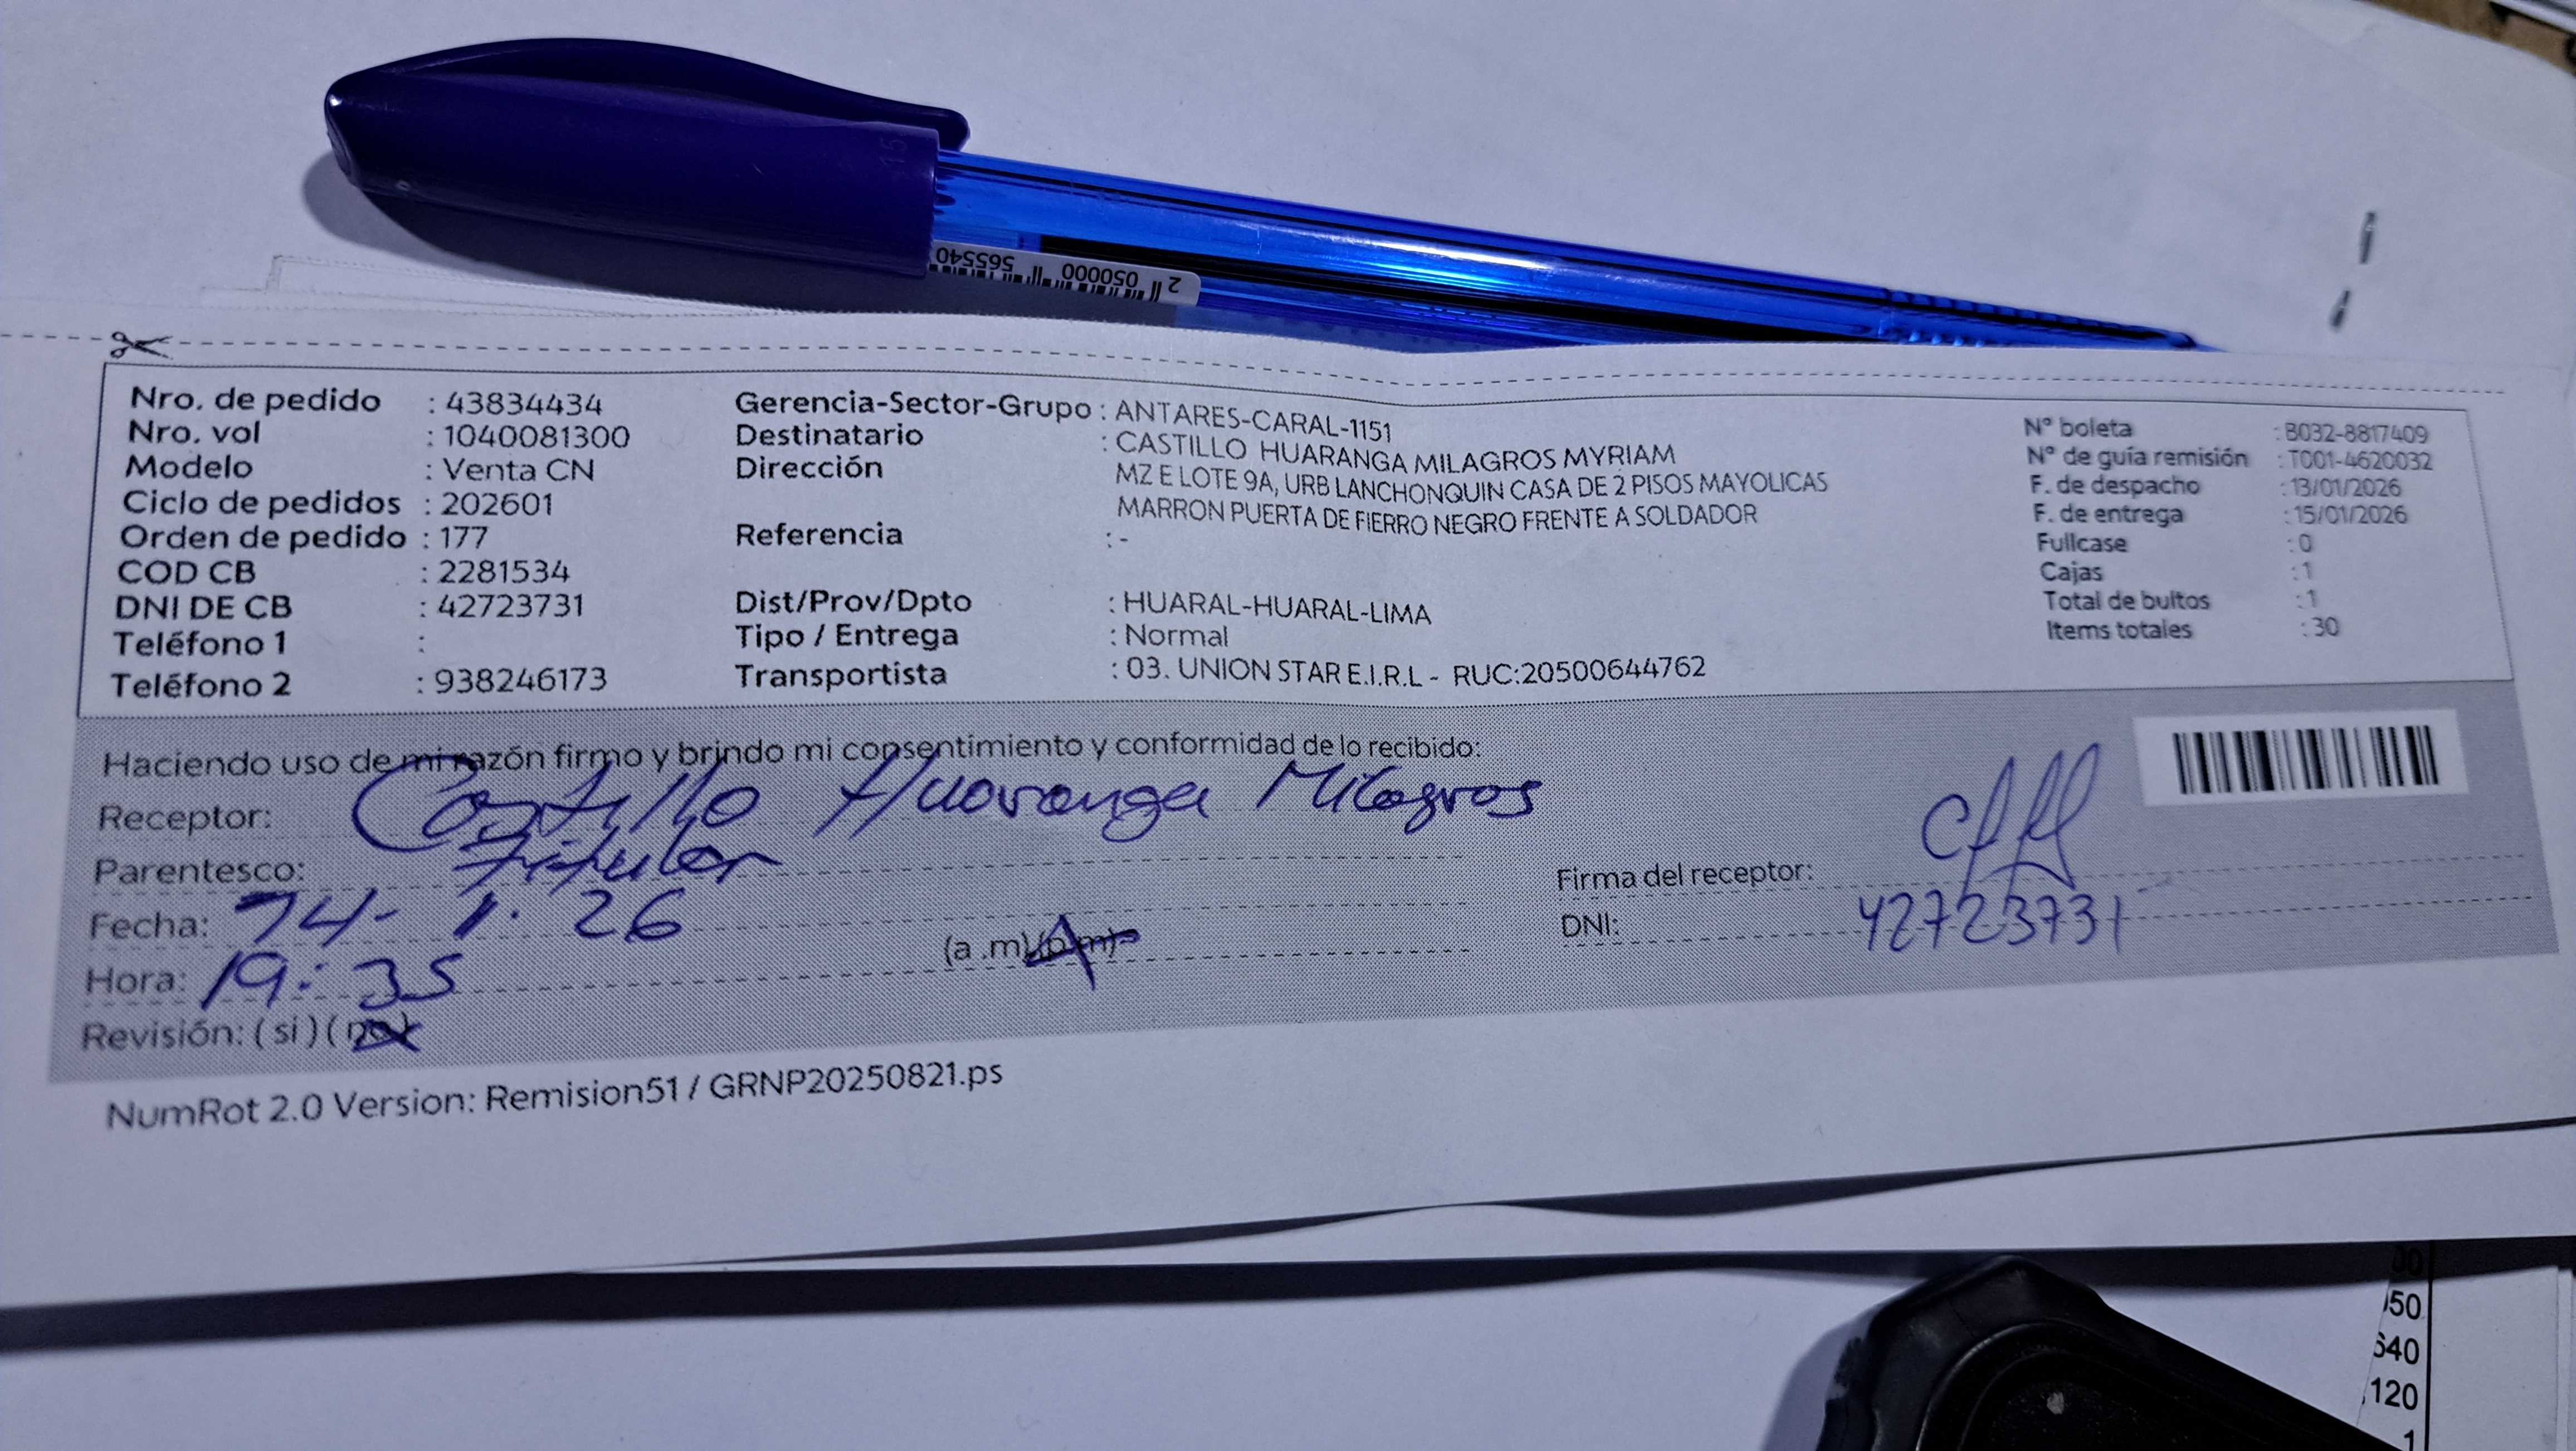 2 050000 565540
Nro. de pedido : 43834434
Nro. vol : 1040081300
Modelo : Venta CN
Ciclo de pedidos : 202601
Orden de pedido : 177
COD CB : 2281534
DNI DE CB : 42723731
Teléfono 1 :
Teléfono 2 : 938246173
Gerencia-Sector-Grupo : ANTARES-CARAL-1151
Destinatario : CASTILLO HUARANGA MILAGROS MYRIAM
Dirección MZ E LOTE 9A, URB LANCHONQUIN CASA DE 2 PISOS MAYOLICAS
MARRON PUERTA DE FIERRO NEGRO FRENTE A SOLDADOR
Referencia : -
Dist/Prov/Dpto : HUARAL-HUARAL-LIMA
Tipo / Entrega : Normal
Transportista : 03. UNION STAR E.I.R.L - RUC:20500644762
N° boleta : B032-8817409
N° de guía remisión : T001-4620032
F. de despacho : 13/01/2026
F. de entrega : 15/01/2026
Fullcase : 0
Cajas : 1
Total de bultos : 1
Items totales : 30
Haciendo uso de mi razón firmo y brindo mi consentimiento y conformidad de lo recibido:
Receptor: Castillo Huaranga Milagros
Parentesco: Titular
Fecha: 14- 1. 26
Hora: 19:35 (a .m)(p.m)
Revisión: ( si ) ( no )
Firma del receptor:
DNI: 42723731
NumRot 2.0 Version: Remision51 / GRNP20250821.ps
50
640
120
1